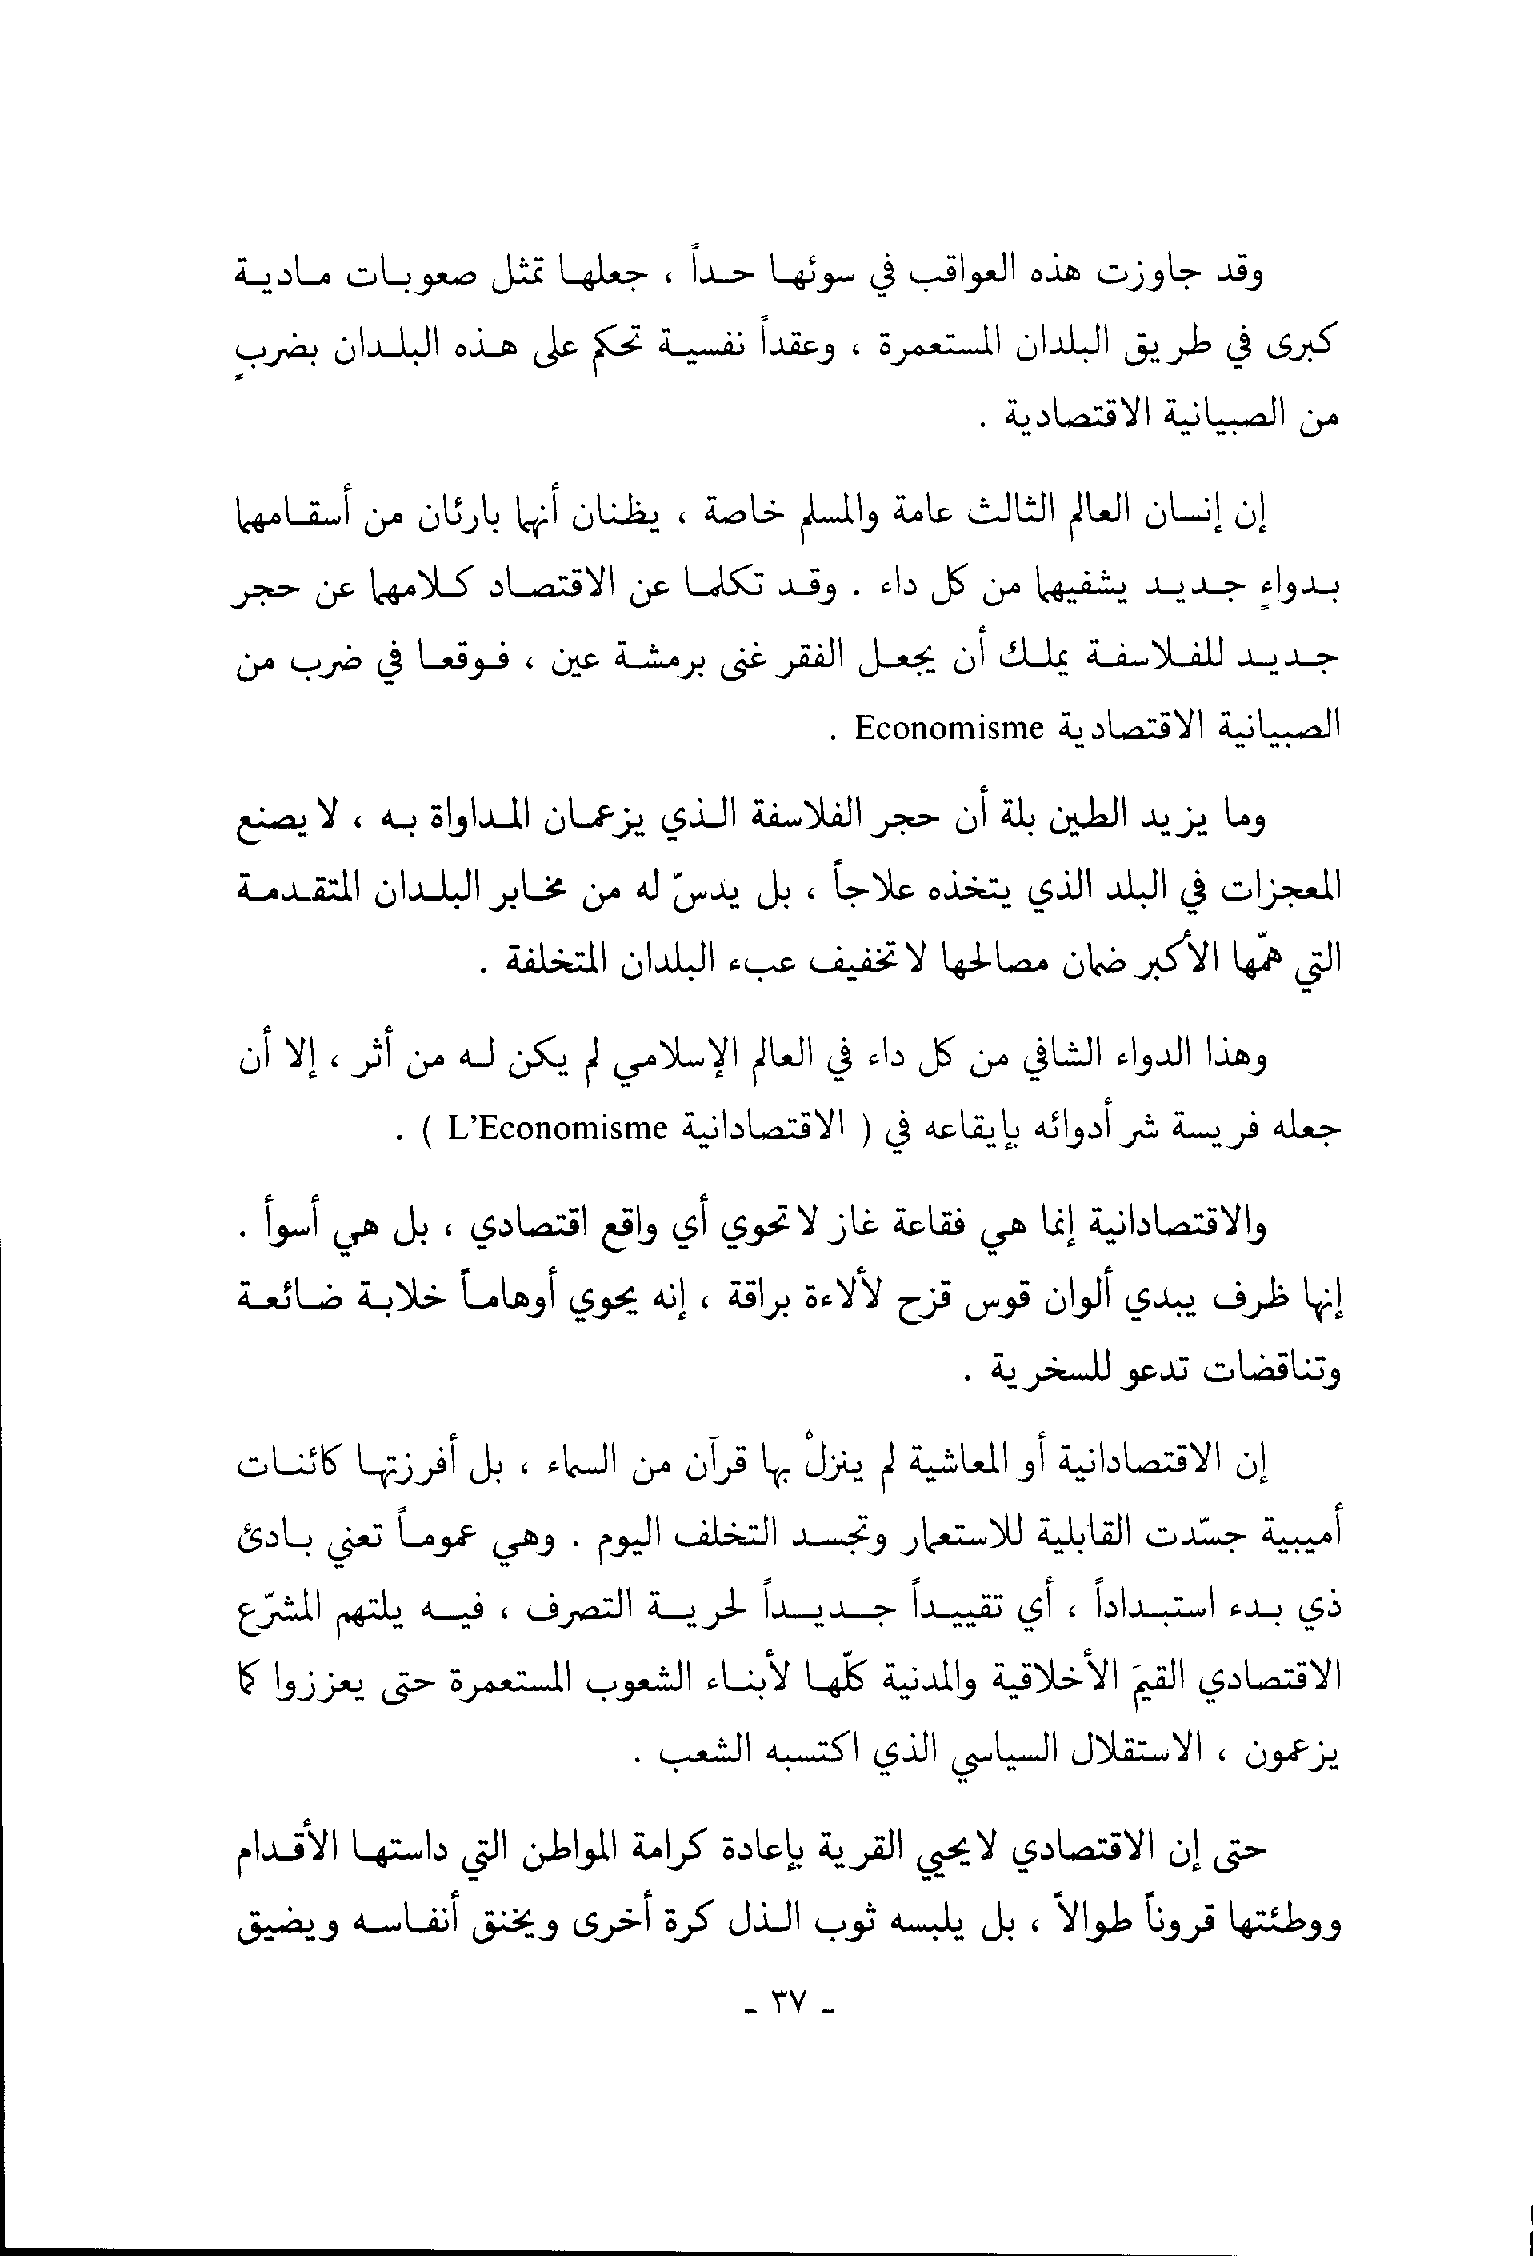 وقد جاوزت هذه العواقب في سوئها حداً ، جعلها تمثل صعوبات مادية
كبرى في طريق البلدان المستعمرة ، وعقداً نفسية تحكم على هذه البلدان بضربٍ
من الصبيانية الاقتصادية .
إن إنسان العالم الثالث عامة والمسلم خاصة ، يظنان أنهما بارئان من أسقامهما
بدواءٍ جديد يشفيهما من كل داء . وقد تكلما عن الاقتصاد كلامهما عن حجر
جديد للفلاسفة يملك أن يجعل الفقر غنى برمشة عين ، فوقعا في ضرب من
الصبيانية الاقتصادية Economisme .
وما يزيد الطين بلة أن حجر الفلاسفة الذي يزعمان المداواة به ، لا يصنع
المعجزات في البلد الذي يتخذه علاجاً ، بل يدسّ له من مخابر البلدان المتقدمة
التي همّها الأكبر ضمان مصالحها لا تخفيف عبء البلدان المتخلفة .
وهذا الدواء الشافي من كل داء في العالم الإسلامي لم يكن له من أثر ، إلا أن
جعله فريسة شر أدوائه بإيقاعه في ( الاقتصادانية L’Economisme ) .
والاقتصادانية إنما هي فقاعة غاز لا تحوي أي واقع اقتصادي ، بل هي أسوأ .
إنها ظرف يبدي ألوان قوس قزح لألاءة براقة ، إنه يحوي أوهاماً خلابة ضائعة
وتناقضات تدعو للسخرية .
إن الاقتصادانية أو المعاشية لم ينزلْ بها قرآن من السماء ، بل أفرزتها كائنات
أميبية جسّدت القابلية للاستعمار وتجسد التخلف اليوم . وهي عموماً تعني بادئ
ذي بدء استبداداً ، أي تقييداً جديداً لحرية التصرف ، فيه يلتهم المشرّع
الاقتصادي القيمَ الأخلاقية والمدنية كلّها لأبناء الشعوب المستعمرة حتى يعززوا كما
يزعمون ، الاستقلال السياسي الذي اكتسبه الشعب .
حتى إن الاقتصادي لا يحيي القرية بإعادة كرامة المواطن التي داستها الأقدام
ووطئتها قروناً طوالاً ، بل يلبسه ثوب الذل كرة أخرى ويخنق أنفاسه ويضيق
- ٣٧ -